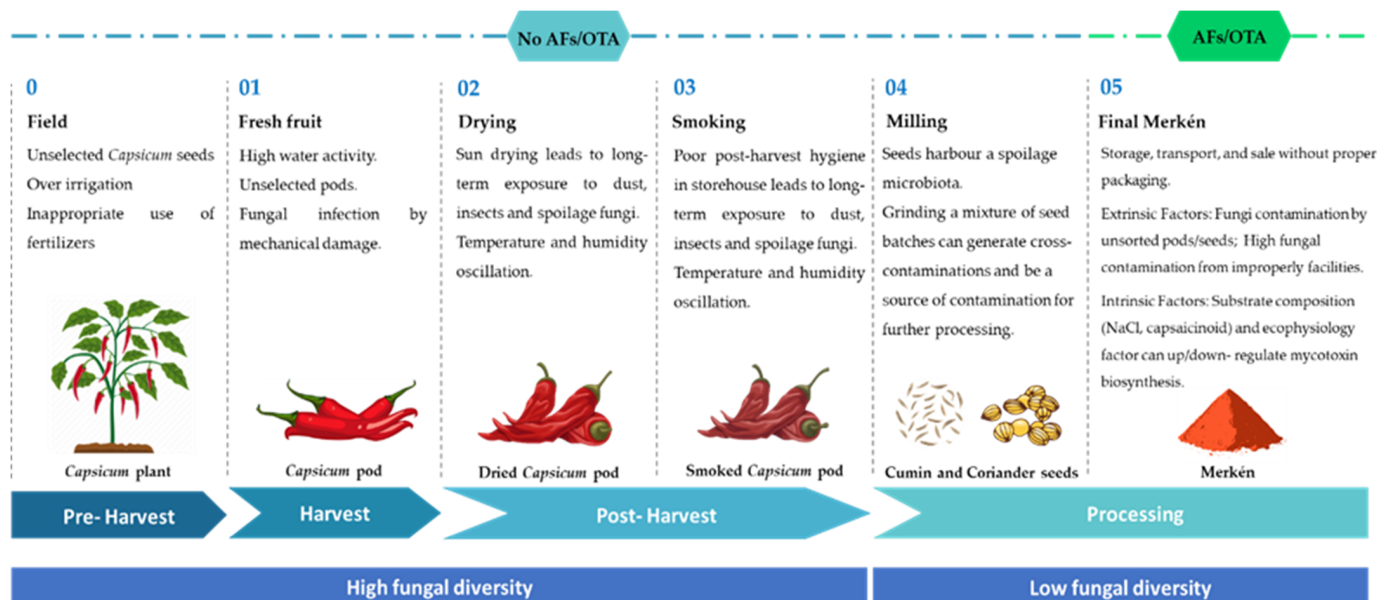 No AFs/OTA
AFs/OTA
0
Field
Unselected Capsicum seeds
Over irrigation
Inappropriate use of
fertilizers
Capsicum plant
01
Fresh fruit
High water activity.
Unselected pods.
Fungal infection by
mechanical damage.
Capsicum pod
02
Drying
Sun drying leads to long-
term exposure to dust,
insects and spoilage fungi.
Temperature and humidity
oscillation.
Dried Capsicum pod
03
Smoking
Poor post-harvest hygiene
in storehouse leads to long-
term exposure to dust,
insects and spoilage fungi.
Temperature and humidity
oscillation.
Smoked Capsicum pod
04
Milling
Seeds harbour a spoilage
microbiota.
Grinding a mixture of seed
batches can generate cross-
contaminations and be a
source of contamination for
further processing.
Cumin and Coriander seeds
05
Final Merkén
Storage, transport, and sale without proper
packaging.
Extrinsic Factors: Fungi contamination by
unsorted pods/seeds; High fungal
contamination from improperly facilities.
Intrinsic Factors: Substrate composition
(NaCl, capsaicinoid) and ecophysiology
factor can up/down- regulate mycotoxin
biosynthesis.
Merkén
Pre- Harvest
Harvest
Post- Harvest
Processing
High fungal diversity
Low fungal diversity